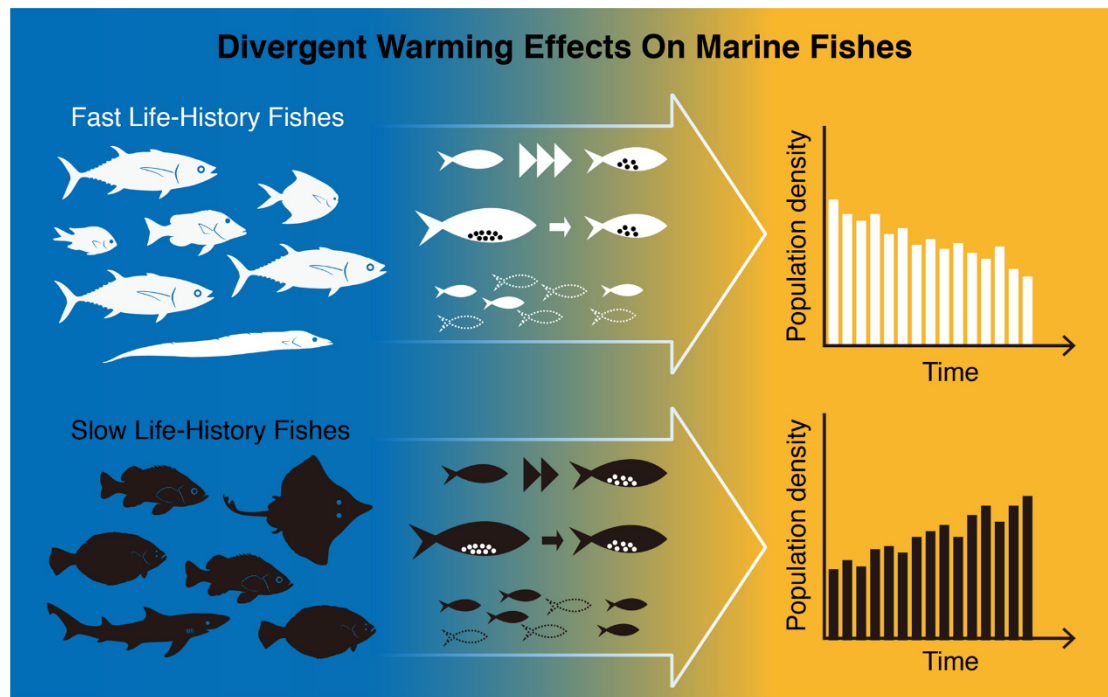 Divergent Warming Effects On Marine Fishes
Fast Life-History Fishes
Population density
Time
Slow Life-History Fishes
Population density
Time